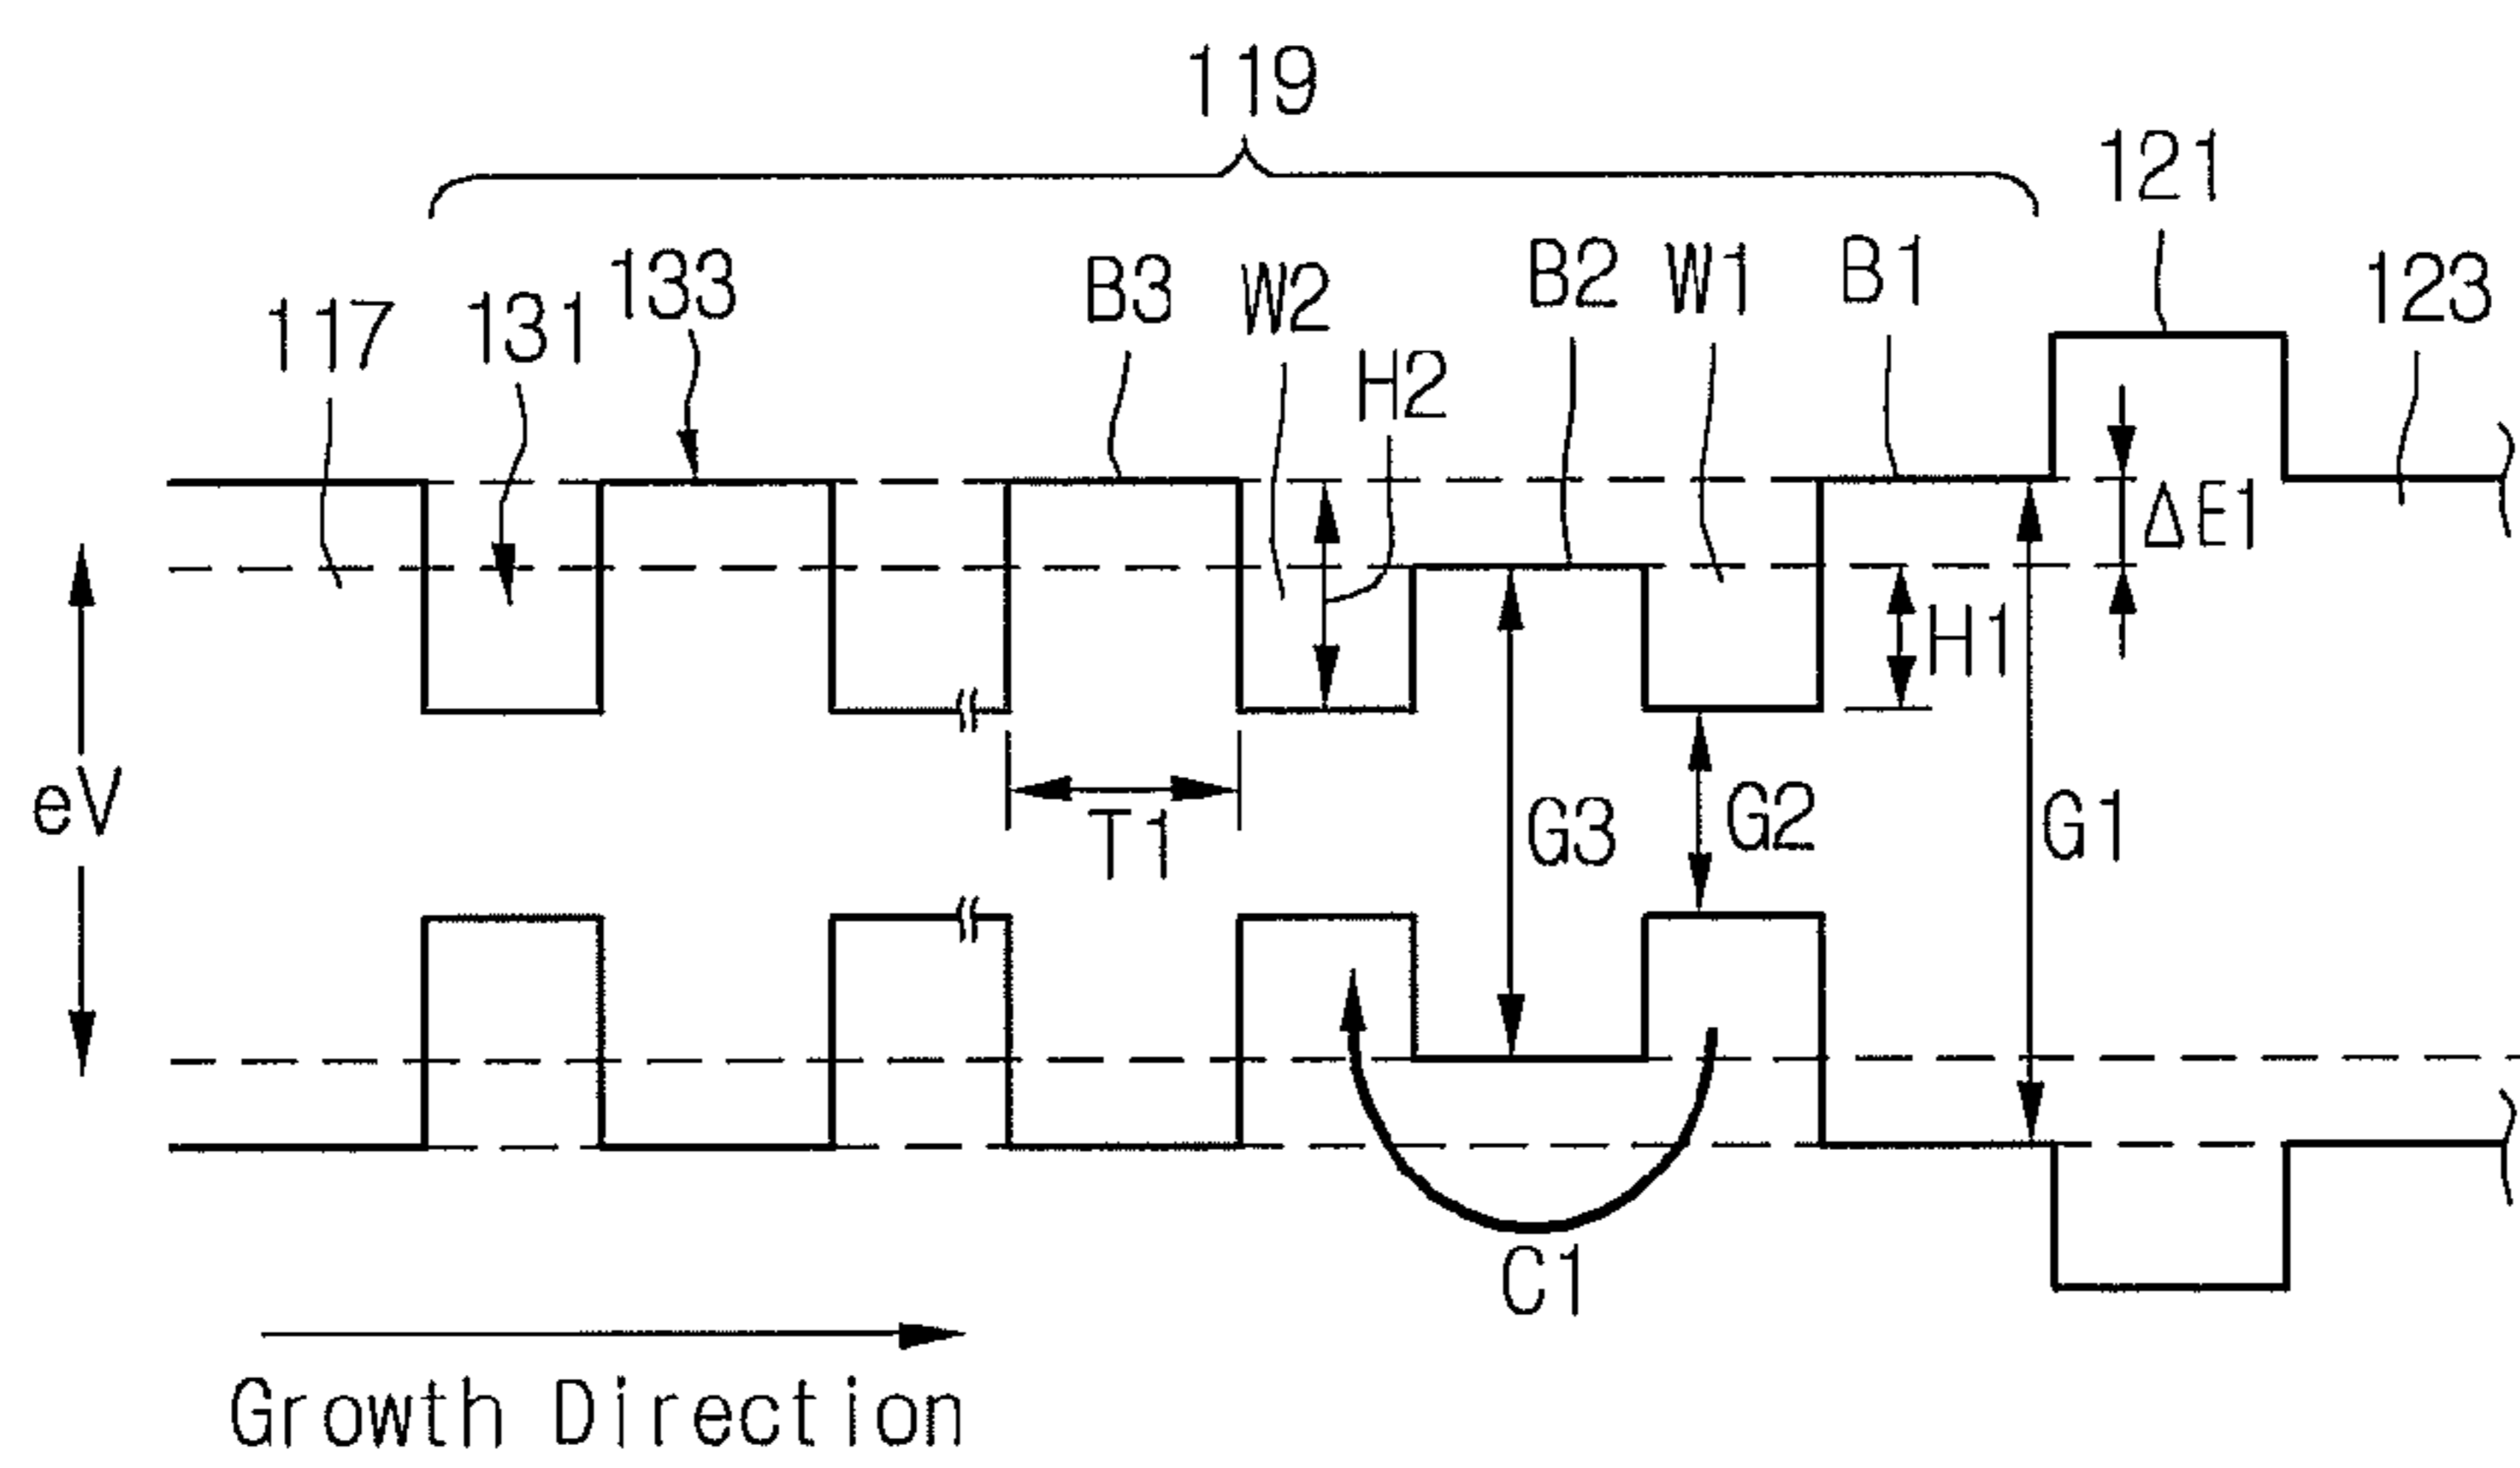 119
121
133
B3
W2
B2
W1
B1
123
117
131
H2
ΔE1
H1
eV
T1
G3
G2
G1
C1
Growth Direction